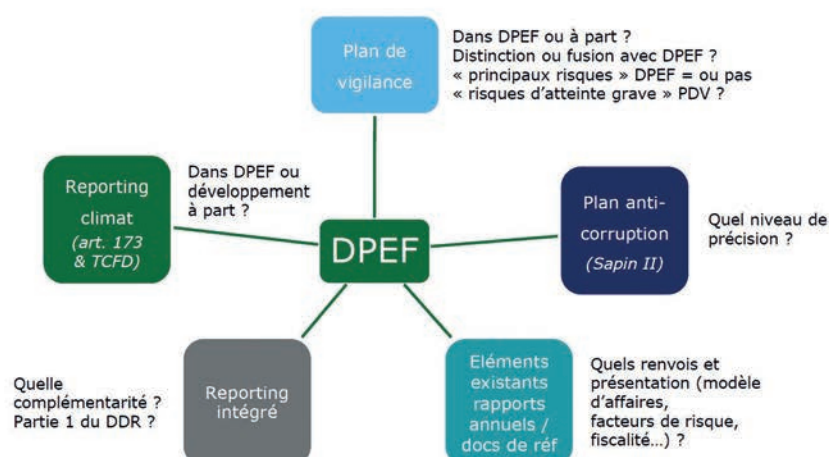 Plan de
vigilance
Dans DPEF ou à part ?
Distinction ou fusion avec DPEF ?
« principaux risques » DPEF = ou pas
« risques d'atteinte grave » PDV ?
Reporting
climat
(art. 173
& TCFD)
Dans DPEF ou
développement
à part ?
DPEF
Plan anti-
corruption
(Sapin II)
Quel niveau de
précision ?
Quelle
complémentarité ?
Partie 1 du DDR ?
Reporting
intégré
Eléments
existants
rapports
annuels /
docs de réf
Quels renvois et
présentation (modèle
d'affaires,
facteurs de risque,
fiscalité...) ?